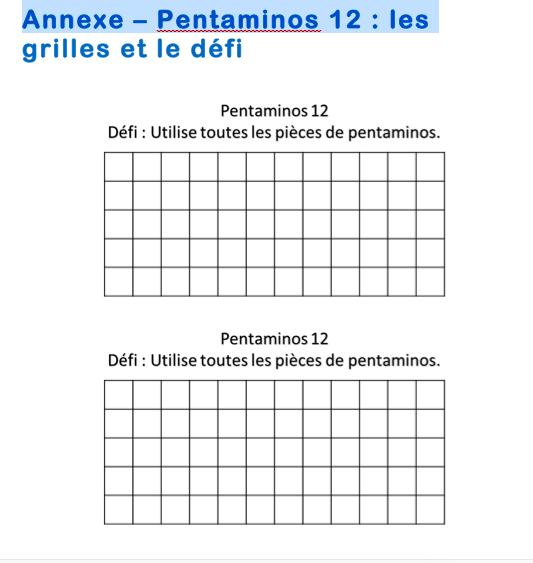 Annexe – Pentaminos 12 : les
grilles et le défi
Pentaminos 12
Défi : Utilise toutes les pièces de pentaminos.
Pentaminos 12
Défi : Utilise toutes les pièces de pentaminos.